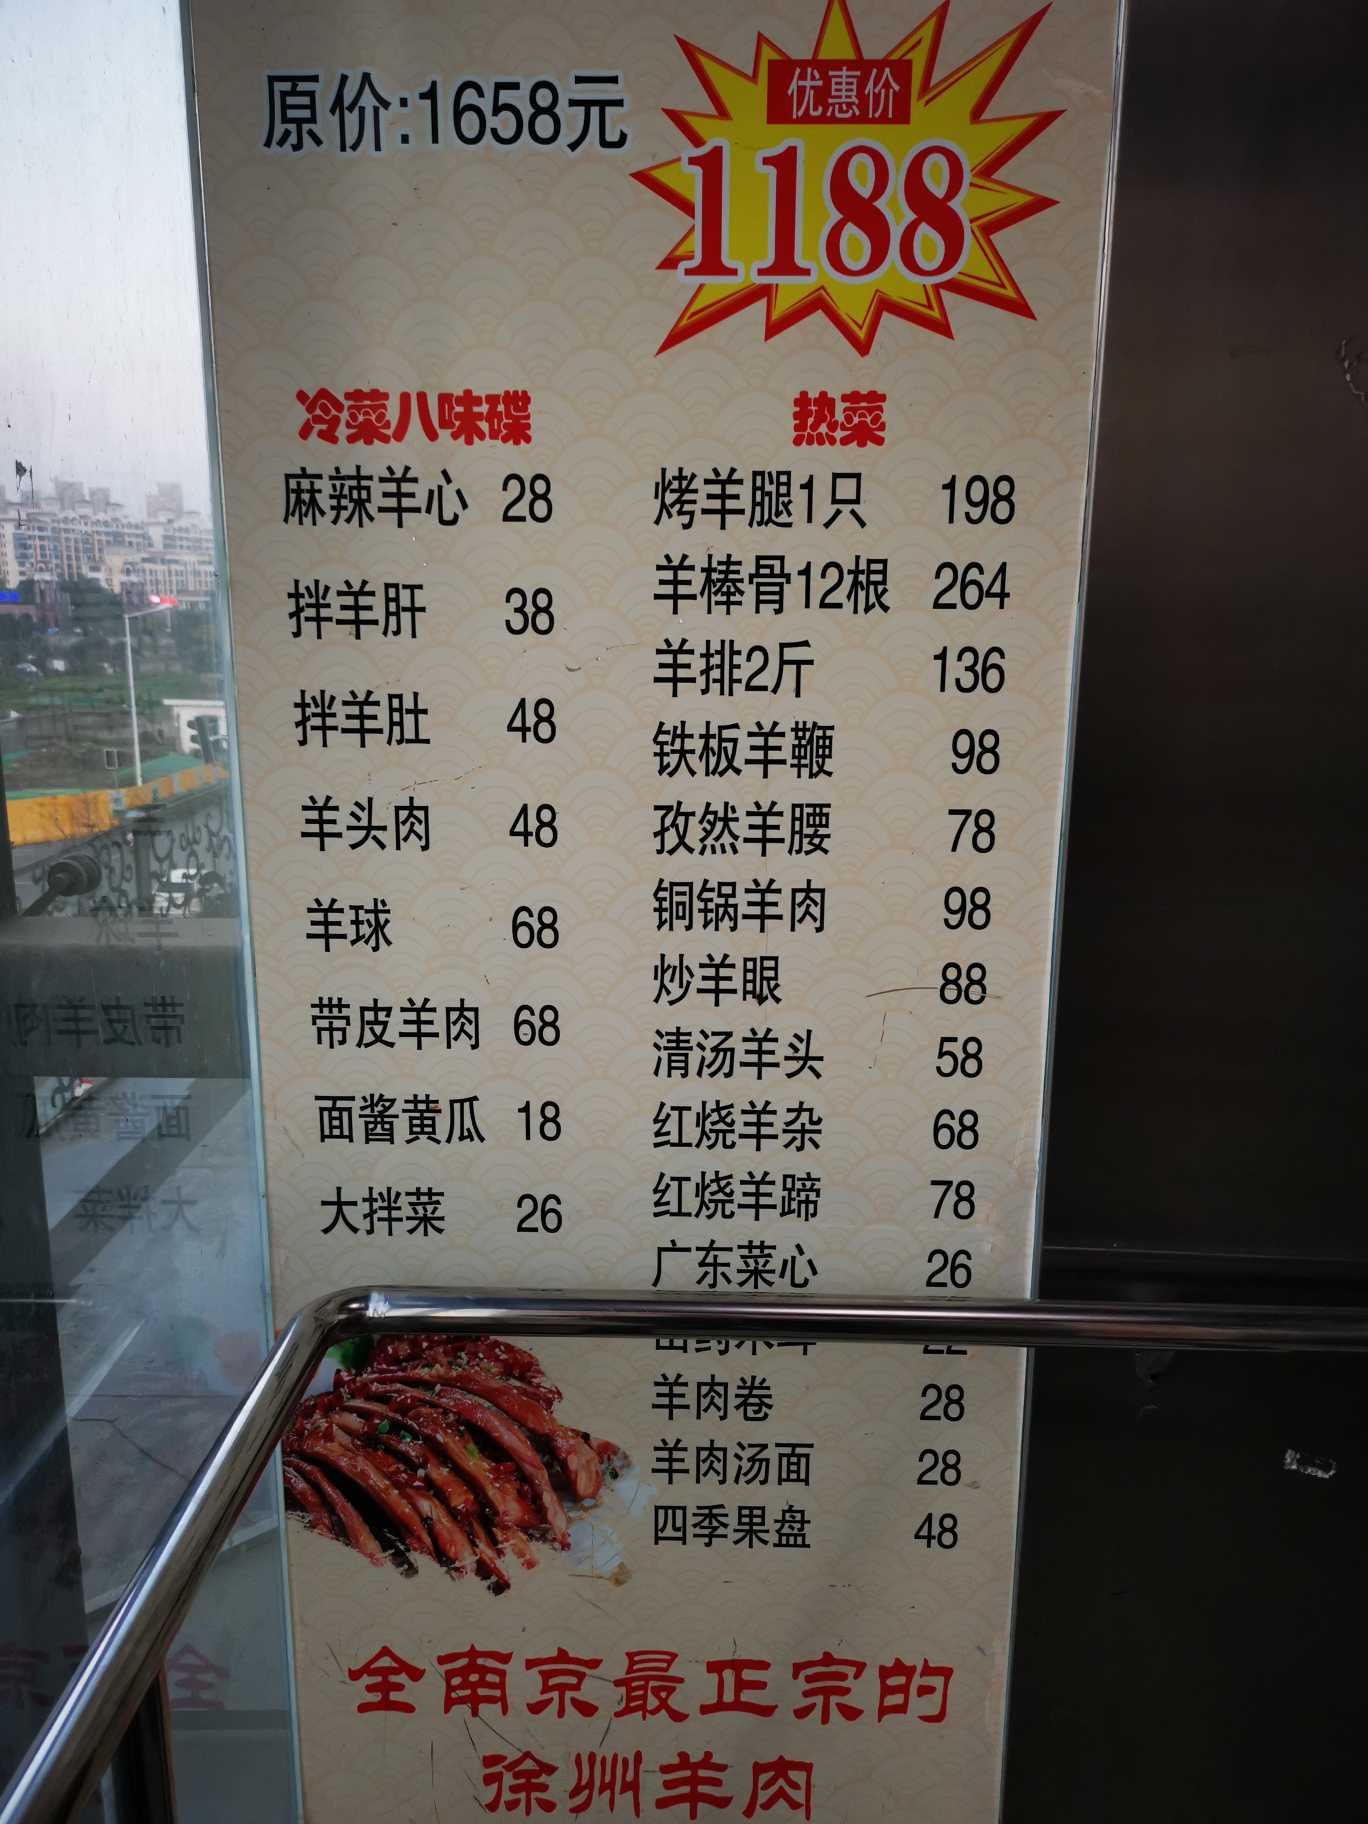 原价:1658元
优惠价
1188
冷菜八味碟
麻辣羊心 28
拌羊肝 38
拌羊肚 48
羊头肉 48
羊球 68
带皮羊肉 68
面酱黄瓜 18
大拌菜 26
热菜
烤羊腿1只 198
羊棒骨12根 264
羊排2斤 136
铁板羊鞭 98
孜然羊腰 78
铜锅羊肉 98
炒羊眼 88
清汤羊头 58
红烧羊杂 68
红烧羊蹄 78
广东菜心 26
羊肉卷 28
羊肉汤面 28
四季果盘 48
全南京最正宗的
徐州羊肉